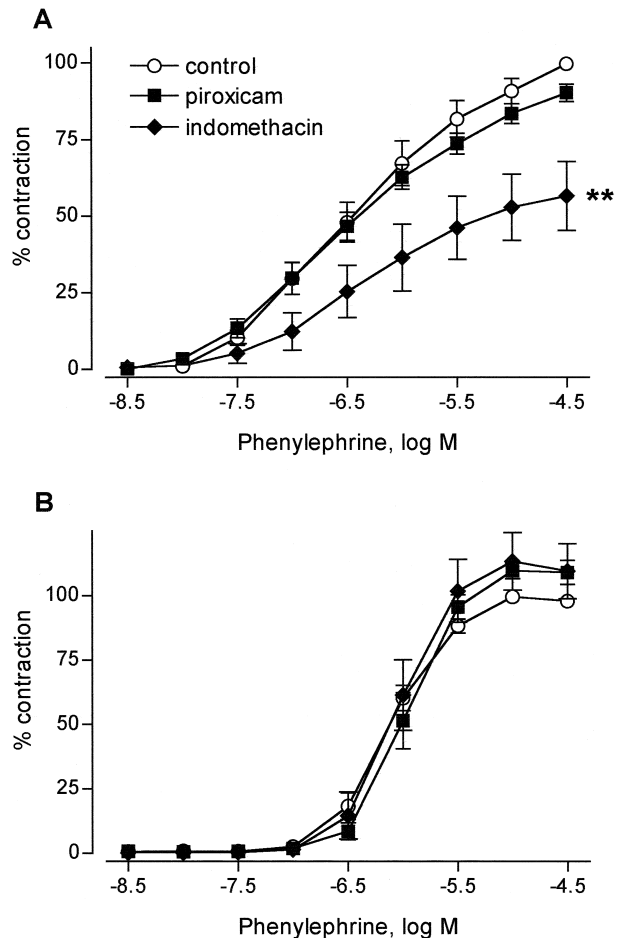 A
100
75
50
25
0
% contraction
control
piroxicam
indomethacin
**
-8.5 -7.5 -6.5 -5.5 -4.5
Phenylephrine, log M
B
100
75
50
25
0
% contraction
-8.5 -7.5 -6.5 -5.5 -4.5
Phenylephrine, log M